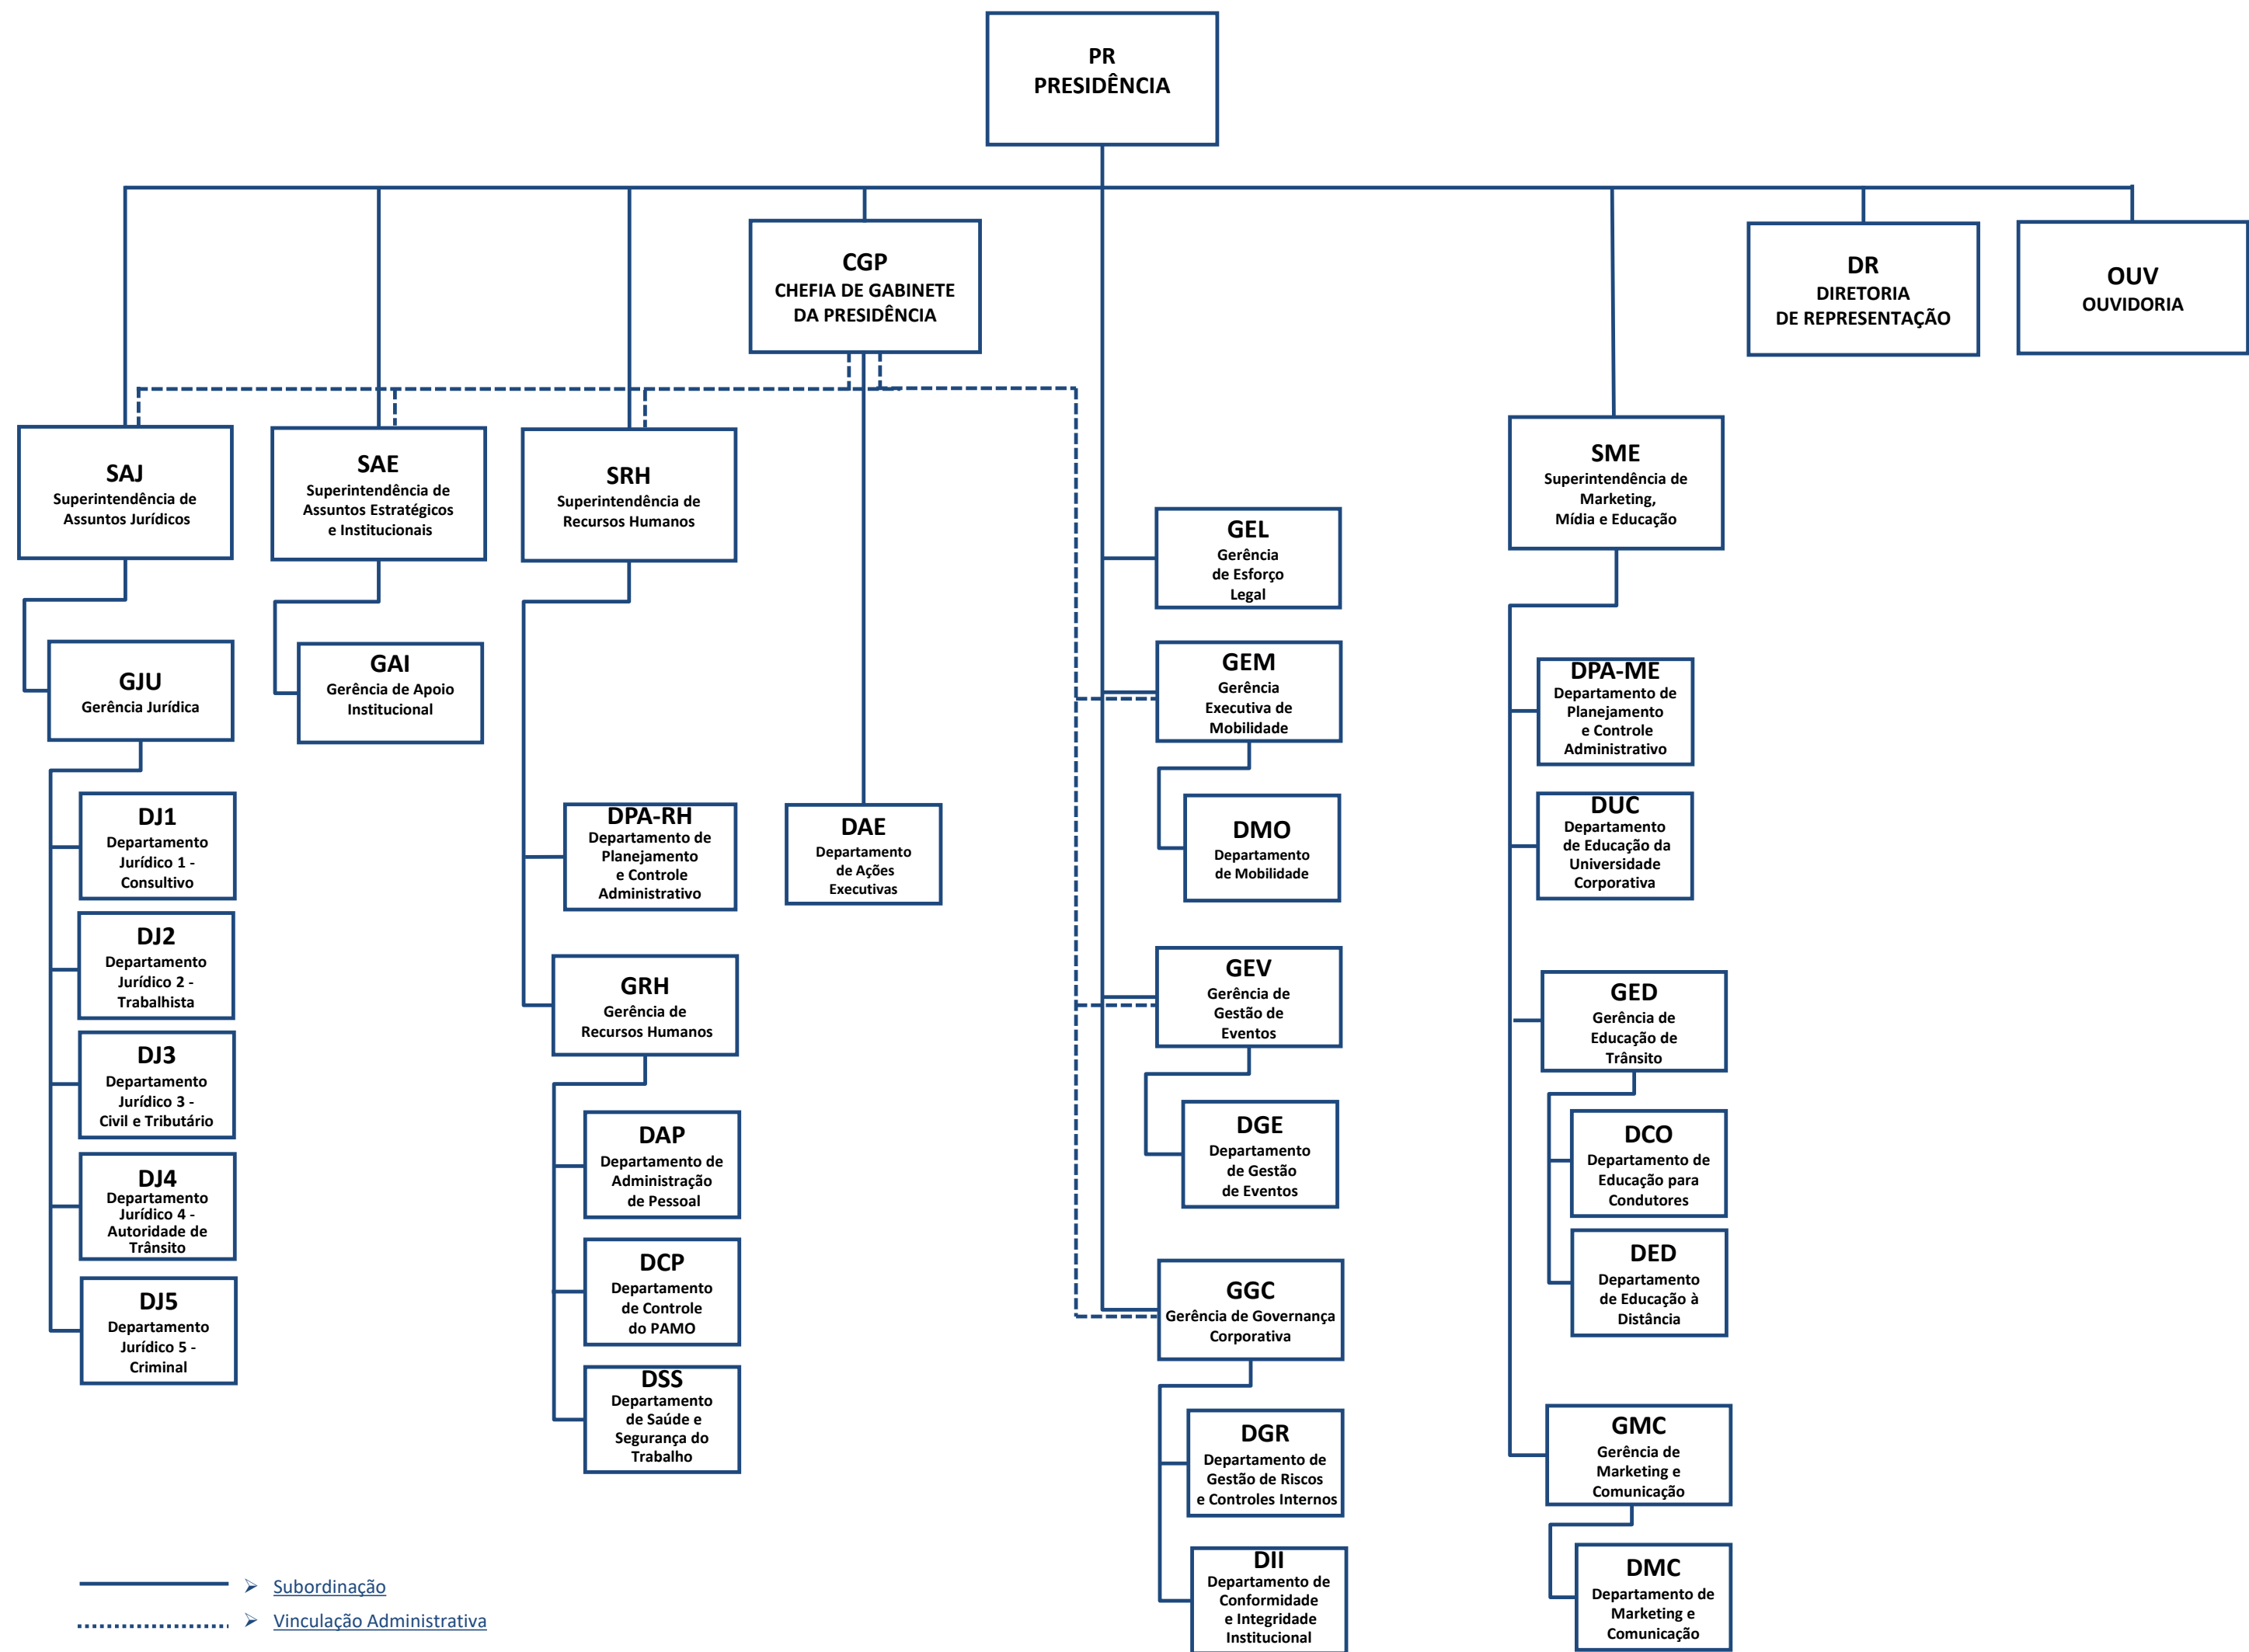 PR
PRESIDÊNCIA
CGP
CHEFIA DE GABINETE
DA PRESIDÊNCIA
DR
DIRETORIA
DE REPRESENTAÇÃO
OUV
OUVIDORIA
SAJ
Superintendência de
Assuntos Jurídicos
SAE
Superintendência de
Assuntos Estratégicos
e Institucionais
SRH
Superintendência de
Recursos Humanos
SME
Superintendência de
Marketing,
Mídia e Educação
GEL
Gerência
de Esforço
Legal
GJU
Gerência Jurídica
GAI
Gerência de Apoio
Institucional
GEM
Gerência
Executiva de
Mobilidade
DPA-ME
Departamento de
Planejamento
e Controle
Administrativo
DJ1
Departamento
Jurídico 1 -
Consultivo
DPA-RH
Departamento de
Planejamento
e Controle
Administrativo
DAE
Departamento
de Ações
Executivas
DMO
Departamento
de Mobilidade
DUC
Departamento
de Educação da
Universidade
Corporativa
DJ2
Departamento
Jurídico 2 -
Trabalhista
GRH
Gerência de
Recursos Humanos
GEV
Gerência de
Gestão de
Eventos
GED
Gerência de
Educação de
Trânsito
DJ3
Departamento
Jurídico 3 -
Civil e Tributário
DAP
Departamento de
Administração
de Pessoal
DGE
Departamento
de Gestão
de Eventos
DCO
Departamento de
Educação para
Condutores
DJ4
Departamento
Jurídico 4 -
Autoridade de
Trânsito
DCP
Departamento
de Controle
do PAMO
GGC
Gerência de Governança
Corporativa
DED
Departamento
de Educação à
Distância
DJ5
Departamento
Jurídico 5 -
Criminal
DSS
Departamento
de Saúde e
Segurança do
Trabalho
DGR
Departamento de
Gestão de Riscos
e Controles Internos
GMC
Gerência de
Marketing e
Comunicação
DII
Departamento de
Conformidade
e Integridade
Institucional
DMC
Departamento de
Marketing e
Comunicação
Subordinação
Vinculação Administrativa